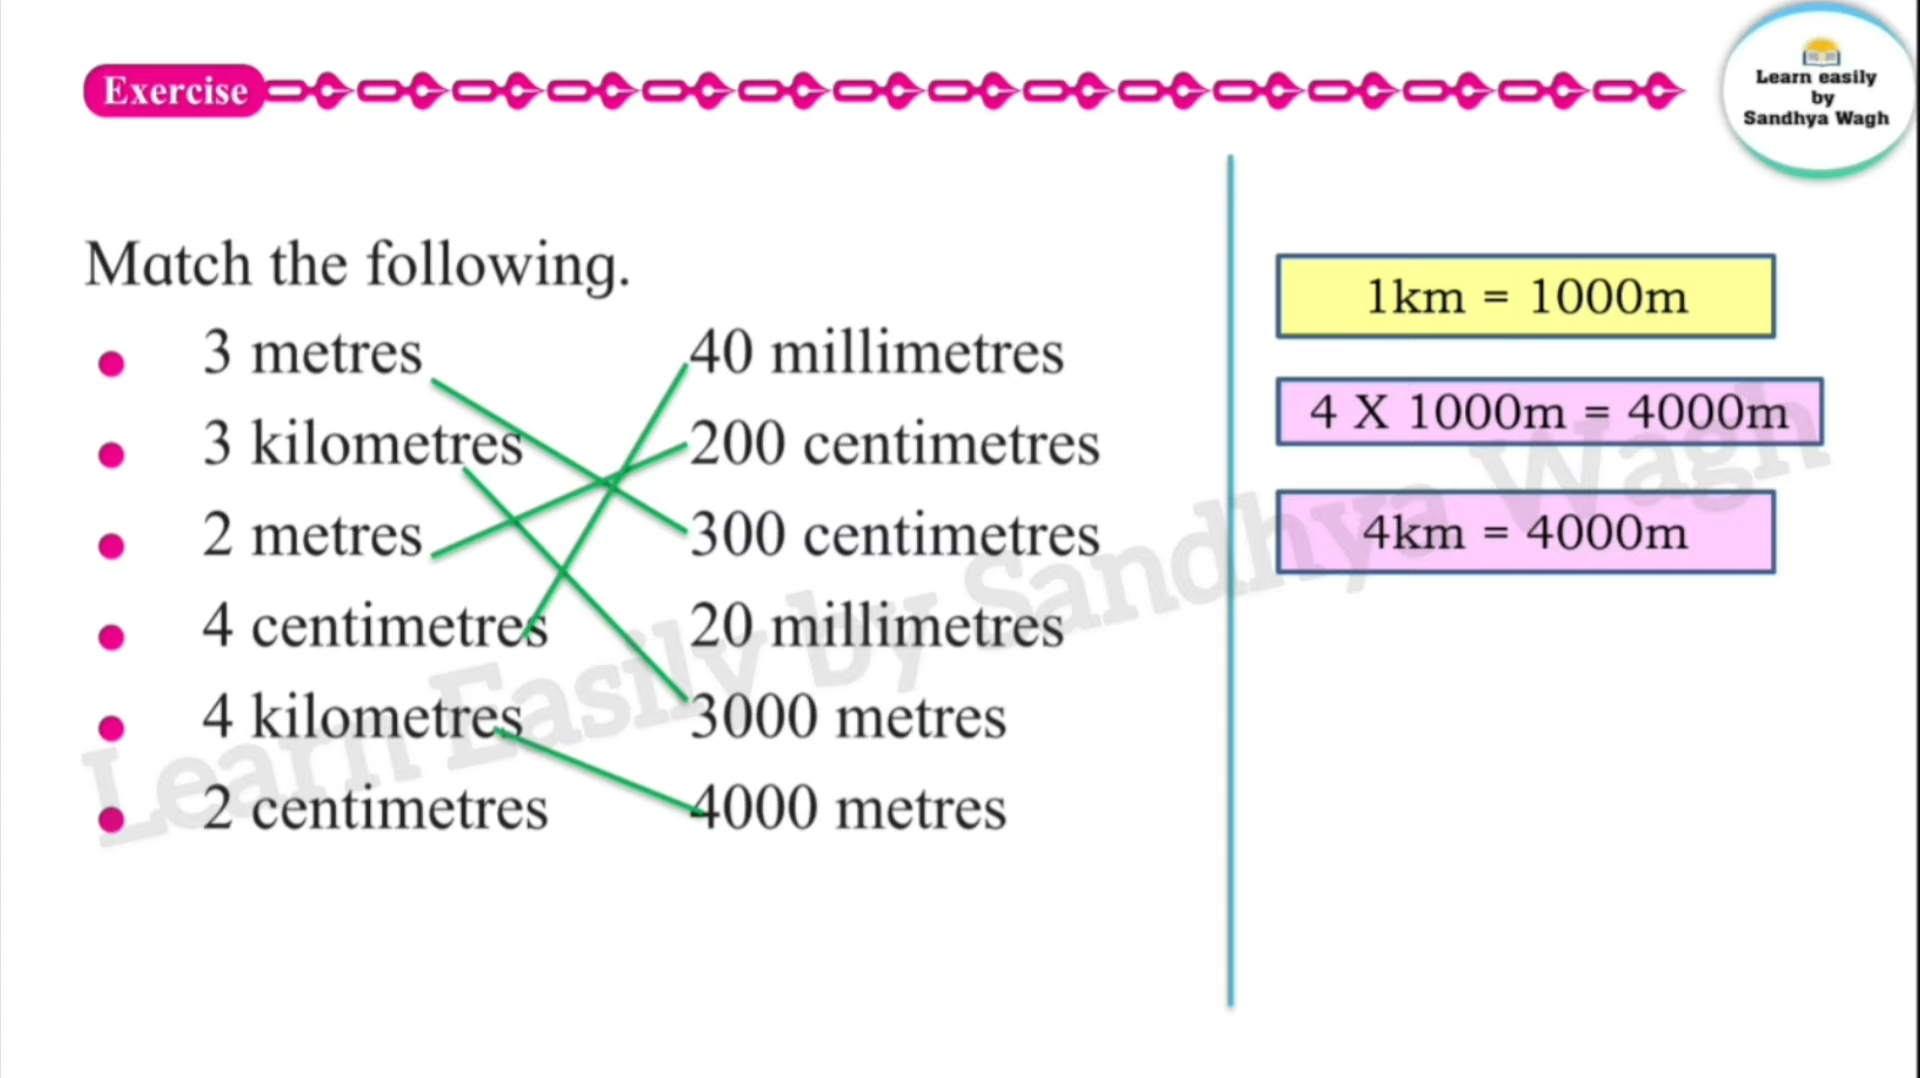 Exercise
Learn easily
by
Sandhya Wagh
Match the following.
3 metres 40 millimetres
3 kilometres 200 centimetres
2 metres 300 centimetres
4 centimetres 20 millimetres
4 kilometres 3000 metres
2 centimetres 4000 metres
1km = 1000m
4 X 1000m = 4000m
4km = 4000m
Learn Easily by Sandhya Wagh